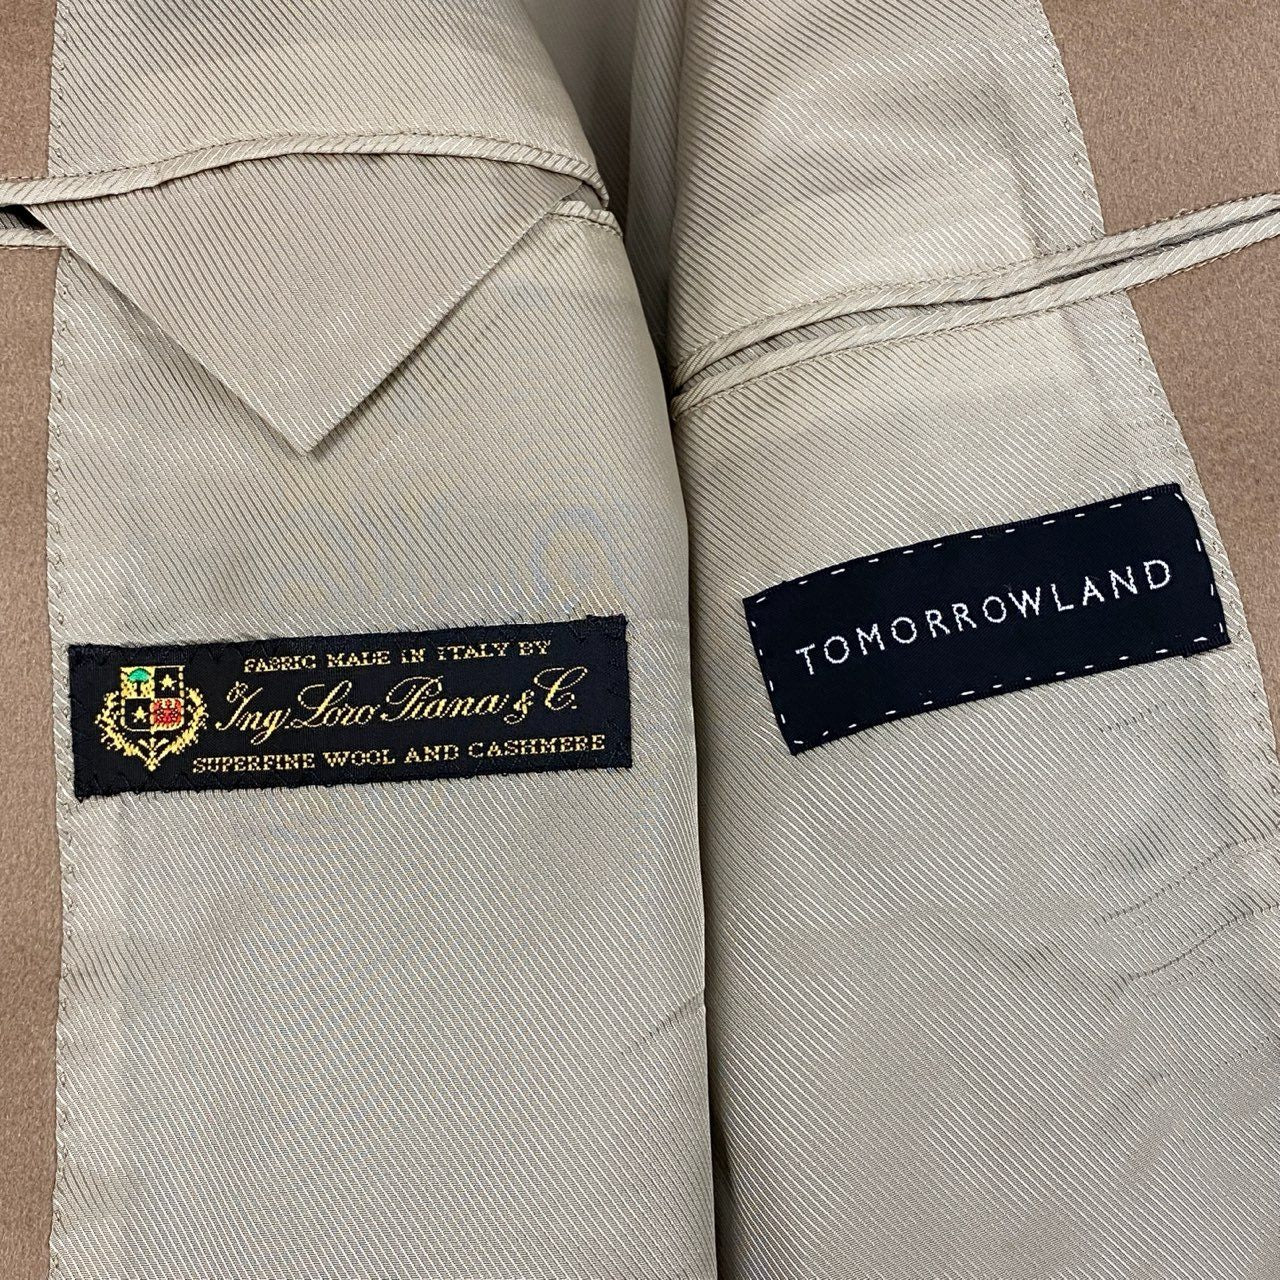 FABRIC MADE IN ITALY BY
Ing. Loro Piana & C.
SUPERFINE WOOL AND CASHMERE
TOMORROWLAND